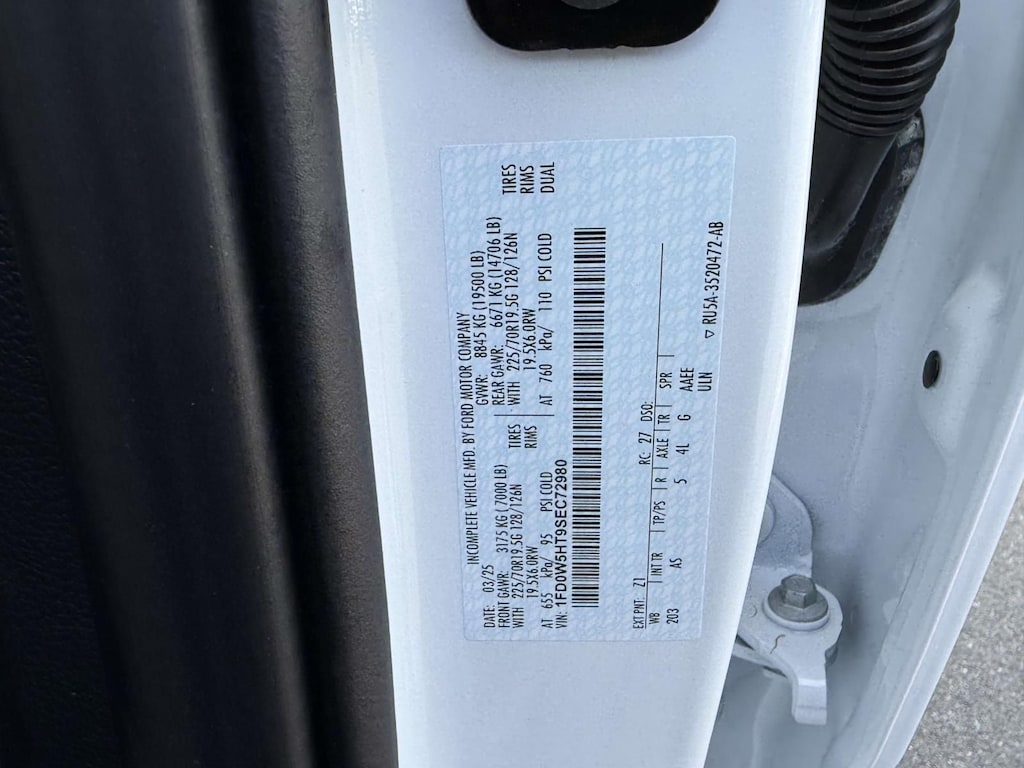 INCOMPLETE VEHICLE MFD. BY FORD MOTOR COMPANY
DATE: 03/25 GVWR: 8845 KG (19500 LB)
FRONT GAWR: 3175 KG (7000 LB) REAR GAWR: 6671 KG (14706 LB)
WITH 225/70R19.5G 128/126N TIRES WITH 225/70R19.5G 128/126N TIRES
19.5X6.0RW RIMS 19.5X6.0RW RIMS
AT 655 kPa/ 95 PSI COLD AT 760 kPa/ 110 PSI COLD DUAL
VIN: 1FD0W5HT9SEC72980
EXT PNT: Z1 RC: 27 DSO:
WB INT TR TP/PS R AXLE TR SPR
203 AS 5 4L G AAEE
ULN
▽ RU5A-3520472-AB